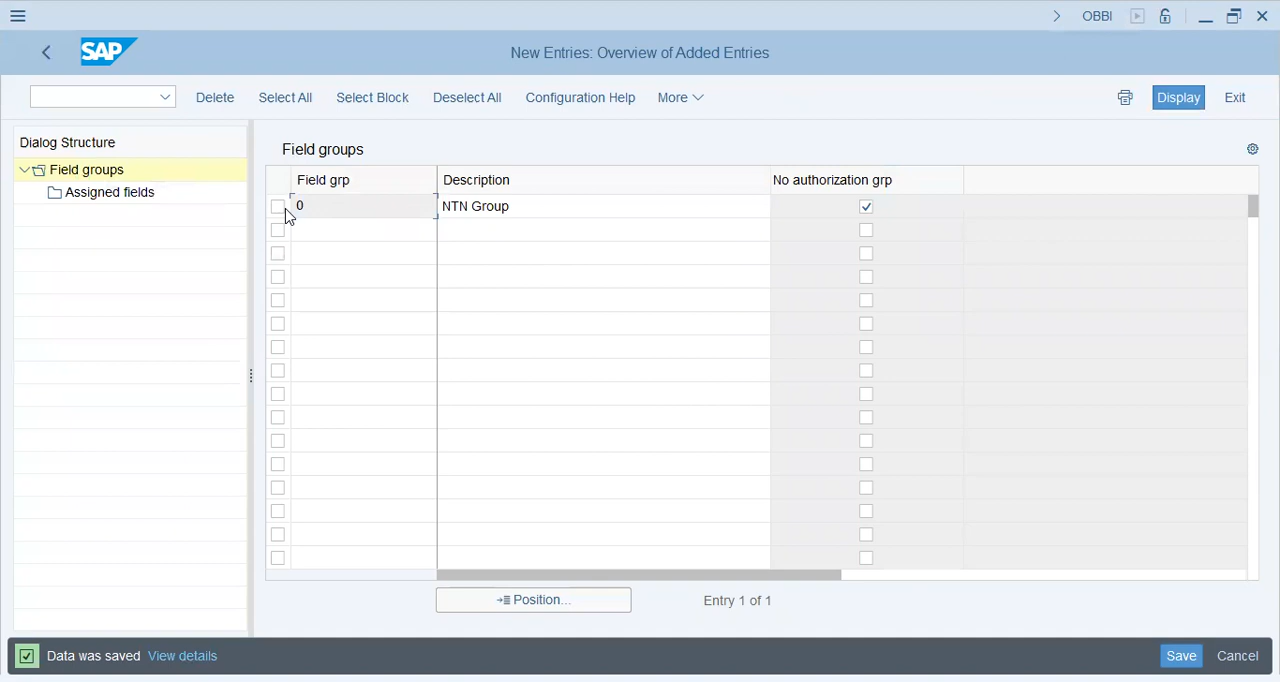 OBBI
SAP
New Entries: Overview of Added Entries
Delete Select All Select Block Deselect All Configuration Help More Display Exit
Dialog Structure
Field groups
Assigned fields
Field groups
Field grp Description No authorization grp
0 NTN Group
Position...
Entry 1 of 1
Data was saved View details
Save Cancel